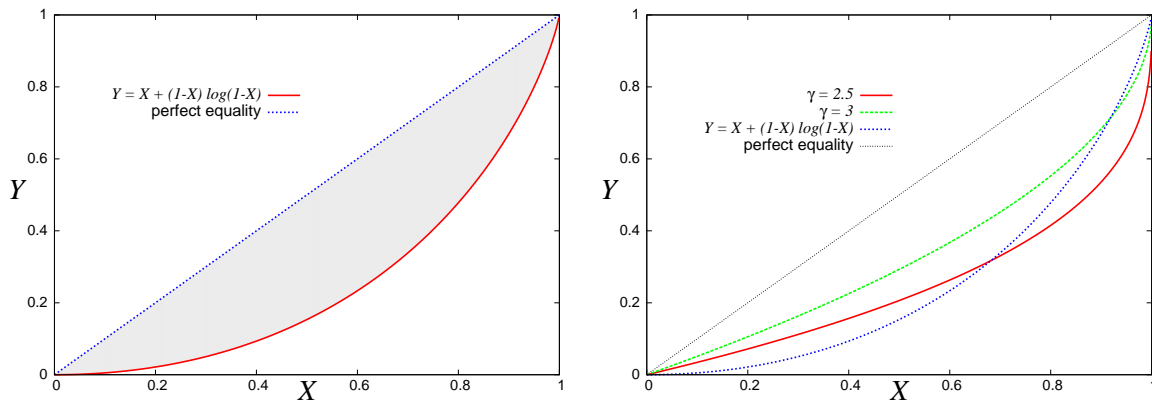 1
0.8
0.6
0.4
0.2
0
0 0.2 0.4 0.6 0.8 1
Y
X
Y = X + (1-X) log(1-X)
perfect equality
1
0.8
0.6
0.4
0.2
0
0 0.2 0.4 0.6 0.8 1
Y
X
γ = 2.5
γ = 3
Y = X + (1-X) log(1-X)
perfect equality